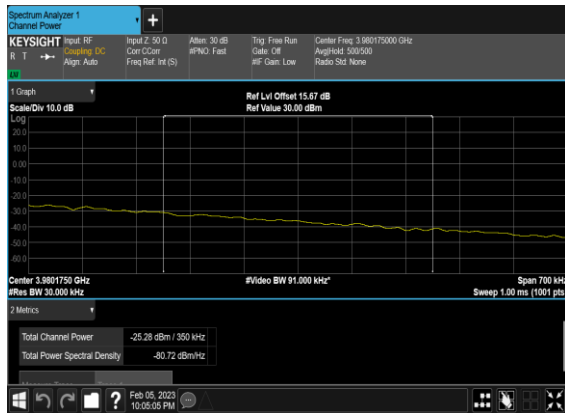 Spectrum Analyzer 1
Channel Power
+
KEYSIGHT
R T
Input: RF
Coupling: DC
Align: Auto
Input Z: 50 Ω
Corr CCorr
Freq Ref: Int (S)
Atten: 30 dB
#PNO: Fast
Trig: Free Run
Gate: Off
#IF Gain: Low
Center Freq: 3.980175000 GHz
Avg|Hold: 500/500
Radio Std: None
1 Graph
Scale/Div 10.0 dB
Ref Lvl Offset 15.67 dB
Ref Value 30.00 dBm
Log
20.0
10.0
0.00
-10.0
-20.0
-30.0
-40.0
-50.0
-60.0
Center 3.9801750 GHz
#Res BW 30.000 kHz
#Video BW 91.000 kHz*
Span 700 kHz
Sweep 1.00 ms (1001 pts
2 Metrics
Total Channel Power -25.28 dBm / 350 kHz
Total Power Spectral Density -80.72 dBm/Hz
?
Feb 05, 2023
10:05:05 PM